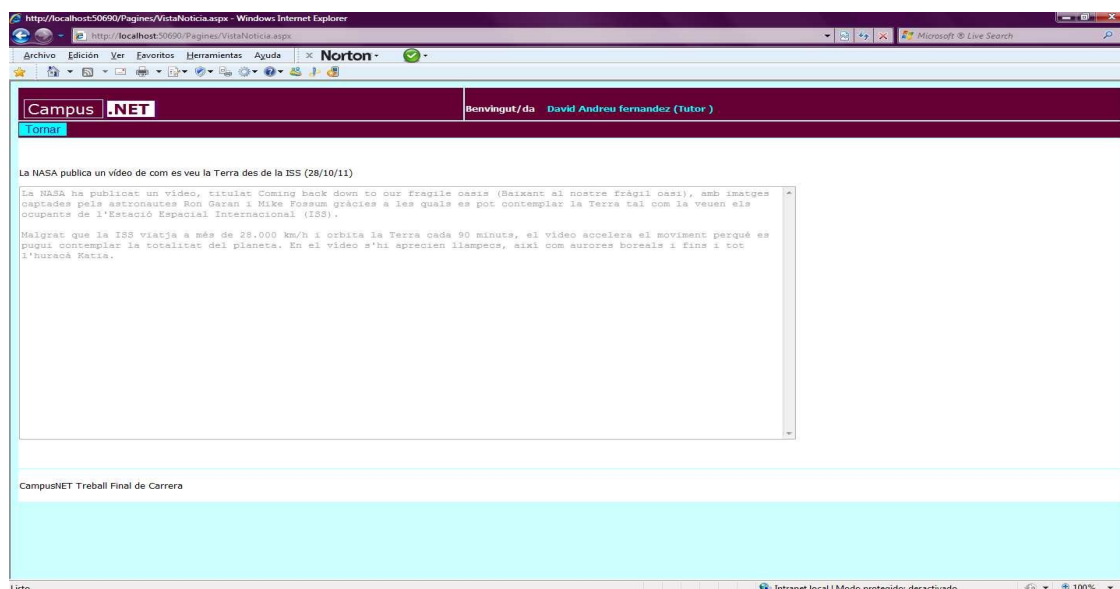 http://localhost:50690/Pagines/VistaNoticia.aspx - Windows Internet Explorer
http://localhost:50690/Pagines/VistaNoticia.aspx
Microsoft ® Live Search
Archivo Edición Ver Favoritos Herramientas Ayuda × Norton
Campus .NET
Benvingut/da David Andreu fernandez (Tutor )
Tornar
La NASA publica un vídeo de com es veu la Terra des de la ISS (28/10/11)
La NASA ha publicat un vídeo, titulat Coming back down to our fragile oasis (Baixant al nostre fràgil oasi), amb imatges
captades pels astronautes Ron Garan i Mike Fossum gràcies a les quals es pot contemplar la Terra tal com la veuen els
ocupants de l'Estació Espacial Internacional (ISS).
Malgrat que la ISS viatja a més de 28.000 km/h i orbita la Terra cada 90 minuts, el vídeo accelera el moviment perquè es
pugui contemplar la totalitat del planeta. En el vídeo s'hi aprecien llampecs, així com aurores boreals i fins i tot
l'huracà Katia.
CampusNET Treball Final de Carrera
Listo
Intranet local | Modo protegido: desactivado
100%